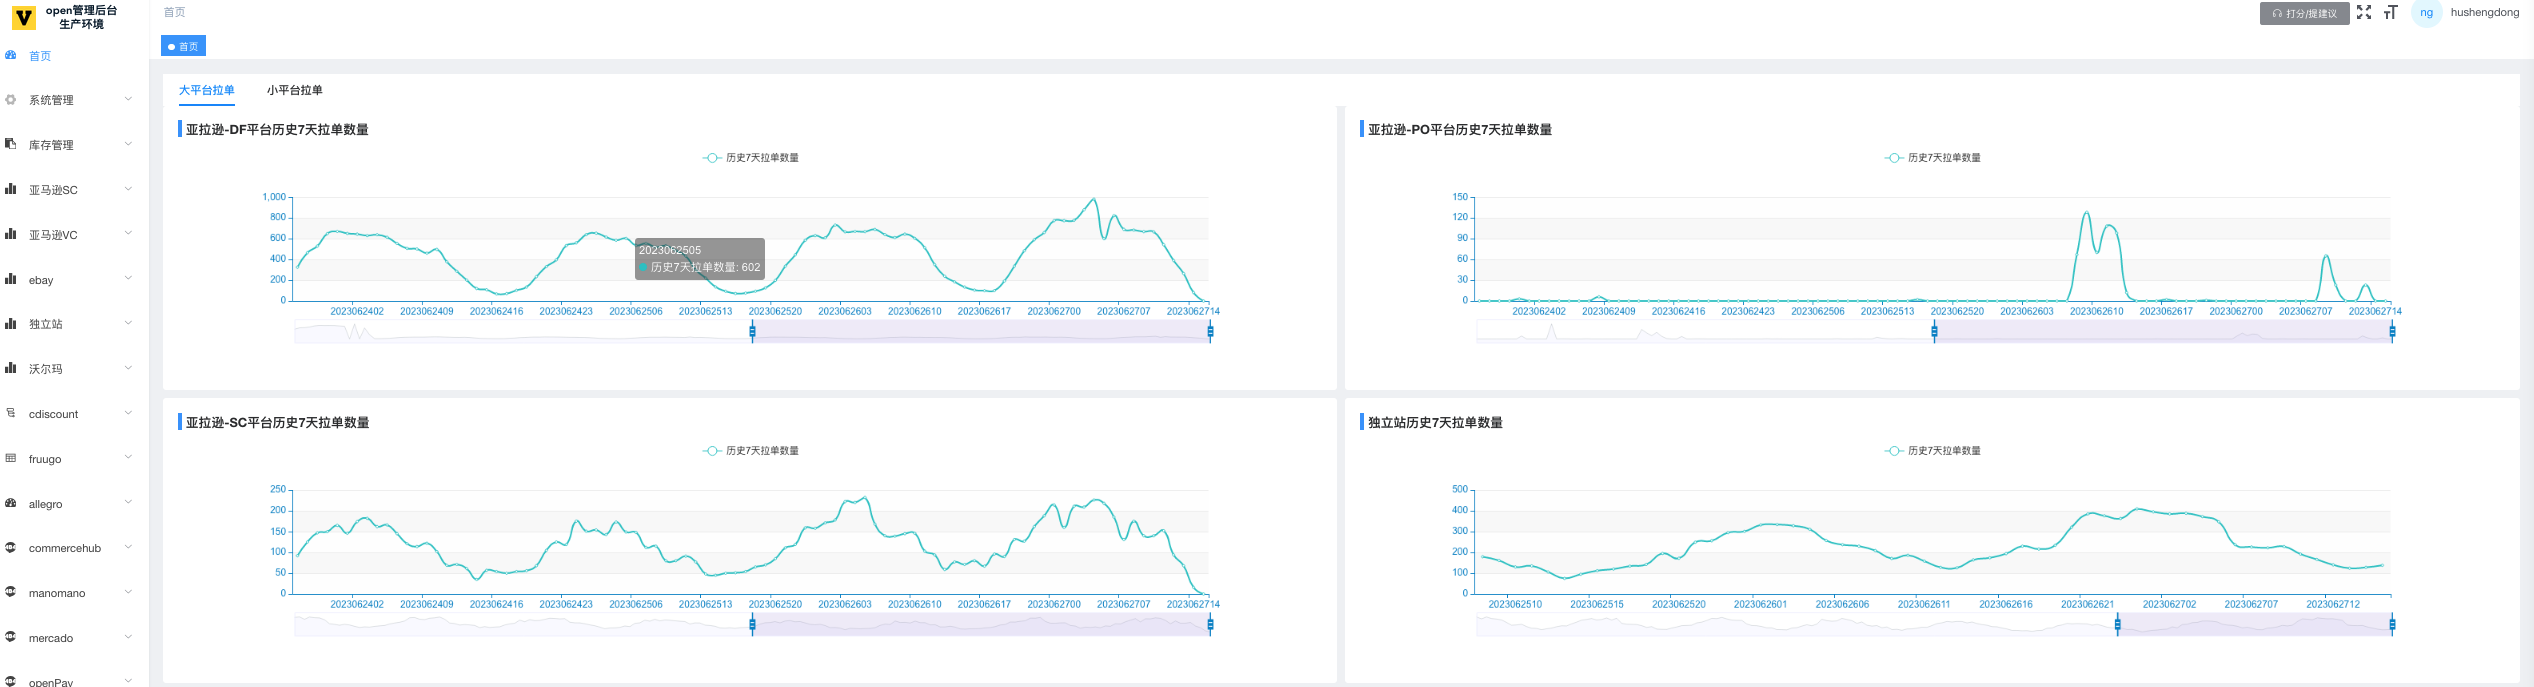 open管理后台
生产环境
首页
打分/提建议
ng
hushengdong
首页
首页
系统管理
库存管理
亚马逊SC
亚马逊VC
ebay
独立站
沃尔玛
cdiscount
fruugo
allegro
commercehub
manomano
mercado
openPay
大平台拉单
小平台拉单
亚拉逊-DF平台历史7天拉单数量
历史7天拉单数量
1,000
800
600
400
200
0
2023062505
历史7天拉单数量: 602
2023062402 2023062409 2023062416 2023062423 2023062506 2023062513 2023062520 2023062603 2023062610 2023062617 2023062700 2023062707 2023062714
亚拉逊-PO平台历史7天拉单数量
历史7天拉单数量
150
120
90
60
30
0
2023062402 2023062409 2023062416 2023062423 2023062506 2023062513 2023062520 2023062603 2023062610 2023062617 2023062700 2023062707 2023062714
亚拉逊-SC平台历史7天拉单数量
历史7天拉单数量
250
200
150
100
50
0
2023062402 2023062409 2023062416 2023062423 2023062506 2023062513 2023062520 2023062603 2023062610 2023062617 2023062700 2023062707 2023062714
独立站历史7天拉单数量
历史7天拉单数量
500
400
300
200
100
0
2023062510 2023062515 2023062520 2023062601 2023062606 2023062611 2023062616 2023062621 2023062702 2023062707 2023062712